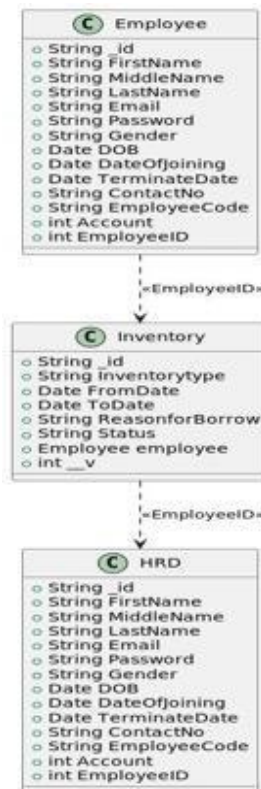 C Employee
String _id
String FirstName
String MiddleName
String LastName
String Email
String Password
String Gender
Date DOB
Date DateOfJoining
Date TerminateDate
String ContactNo
String EmployeeCode
int Account
int EmployeeID
«EmployeeID»
C Inventory
String _id
String Inventorytype
Date FromDate
Date ToDate
String ReasonforBorrow
String Status
Employee employee
int __v
«EmployeeID»
C HRD
String _id
String FirstName
String MiddleName
String LastName
String Email
String Password
String Gender
Date DOB
Date DateOfJoining
Date TerminateDate
String ContactNo
String EmployeeCode
int Account
int EmployeeID